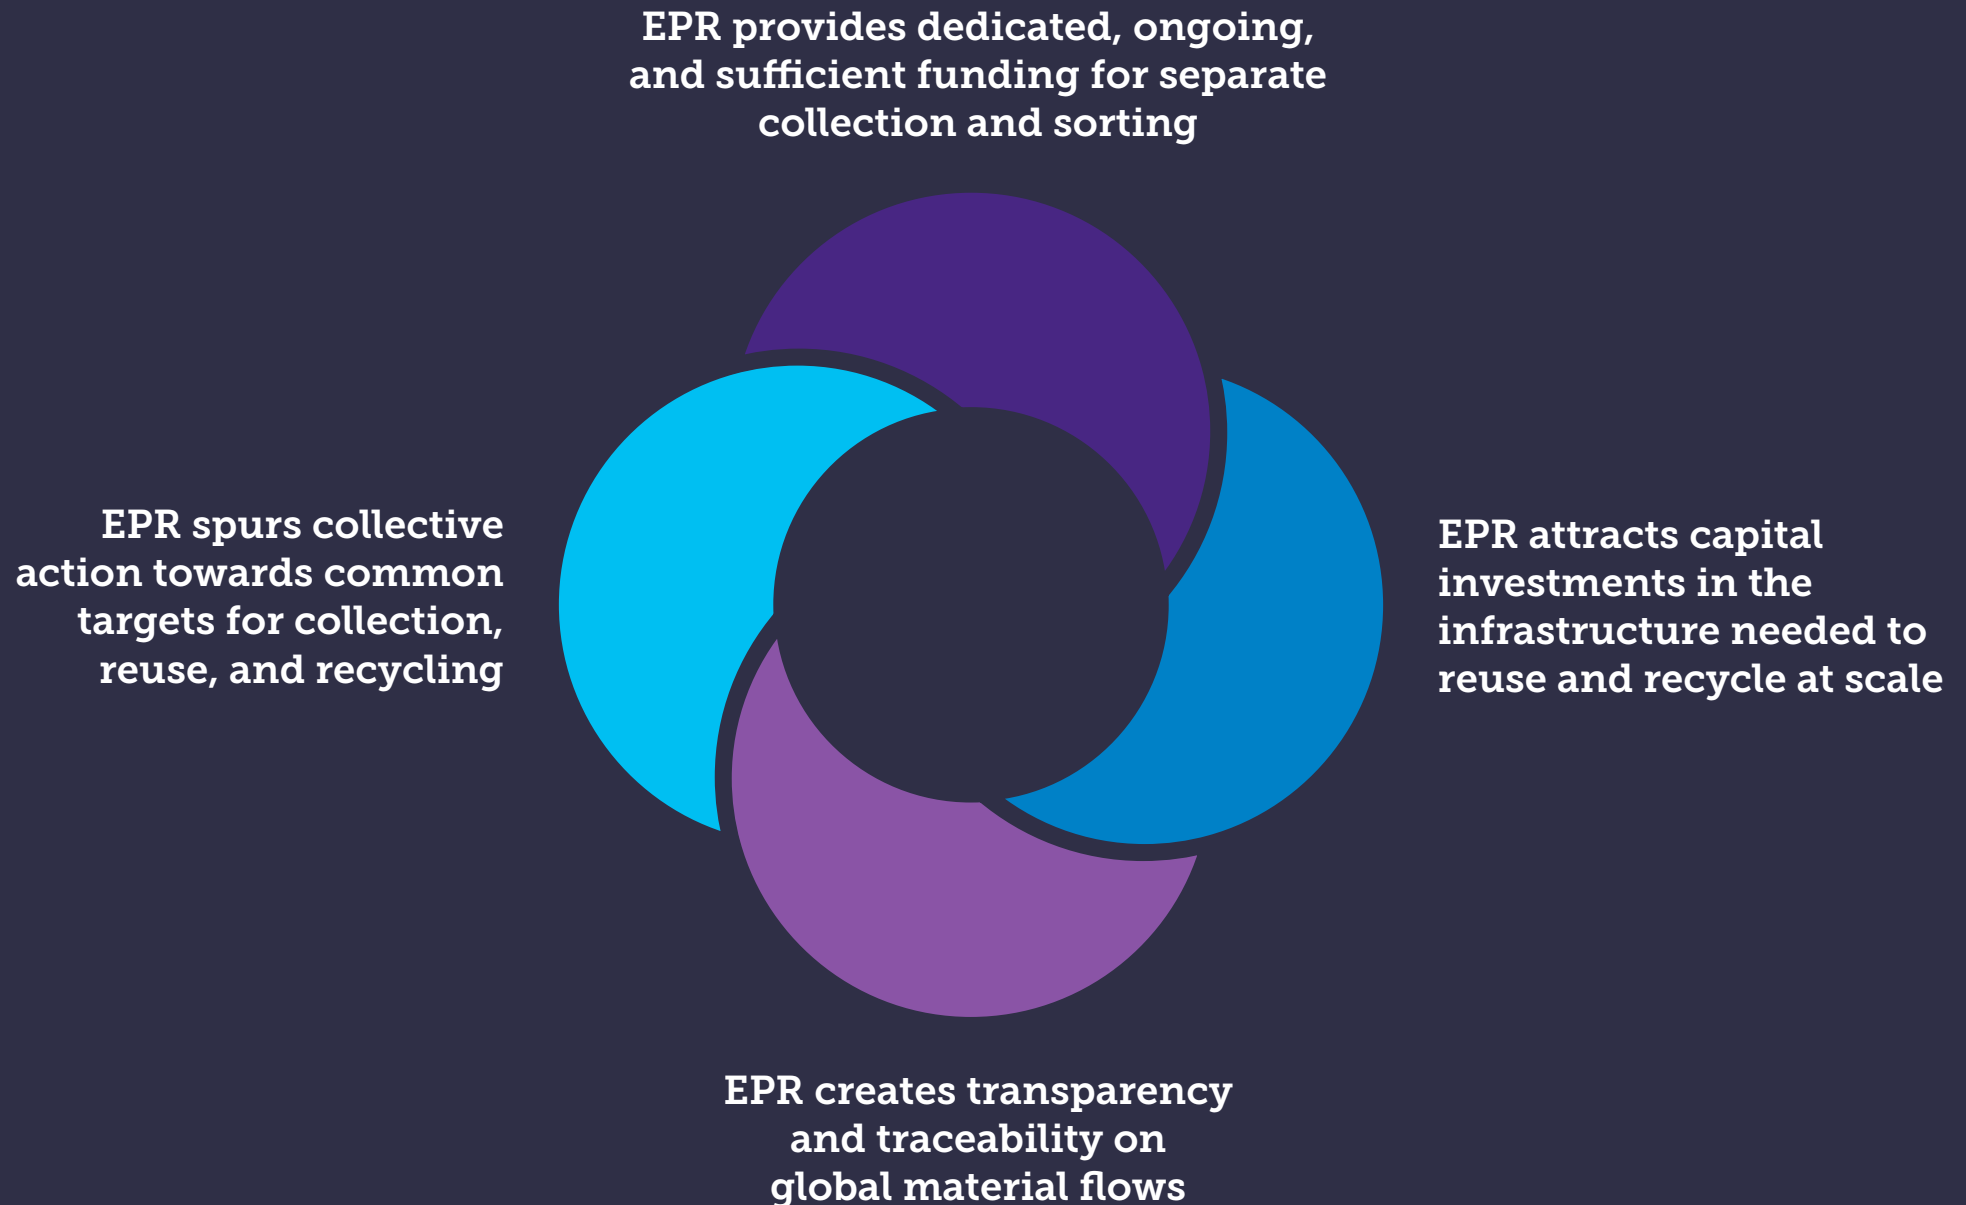 EPR provides dedicated, ongoing,
and sufficient funding for separate
collection and sorting
EPR spurs collective
action towards common
targets for collection,
reuse, and recycling
EPR attracts capital
investments in the
infrastructure needed to
reuse and recycle at scale
EPR creates transparency
and traceability on
global material flows